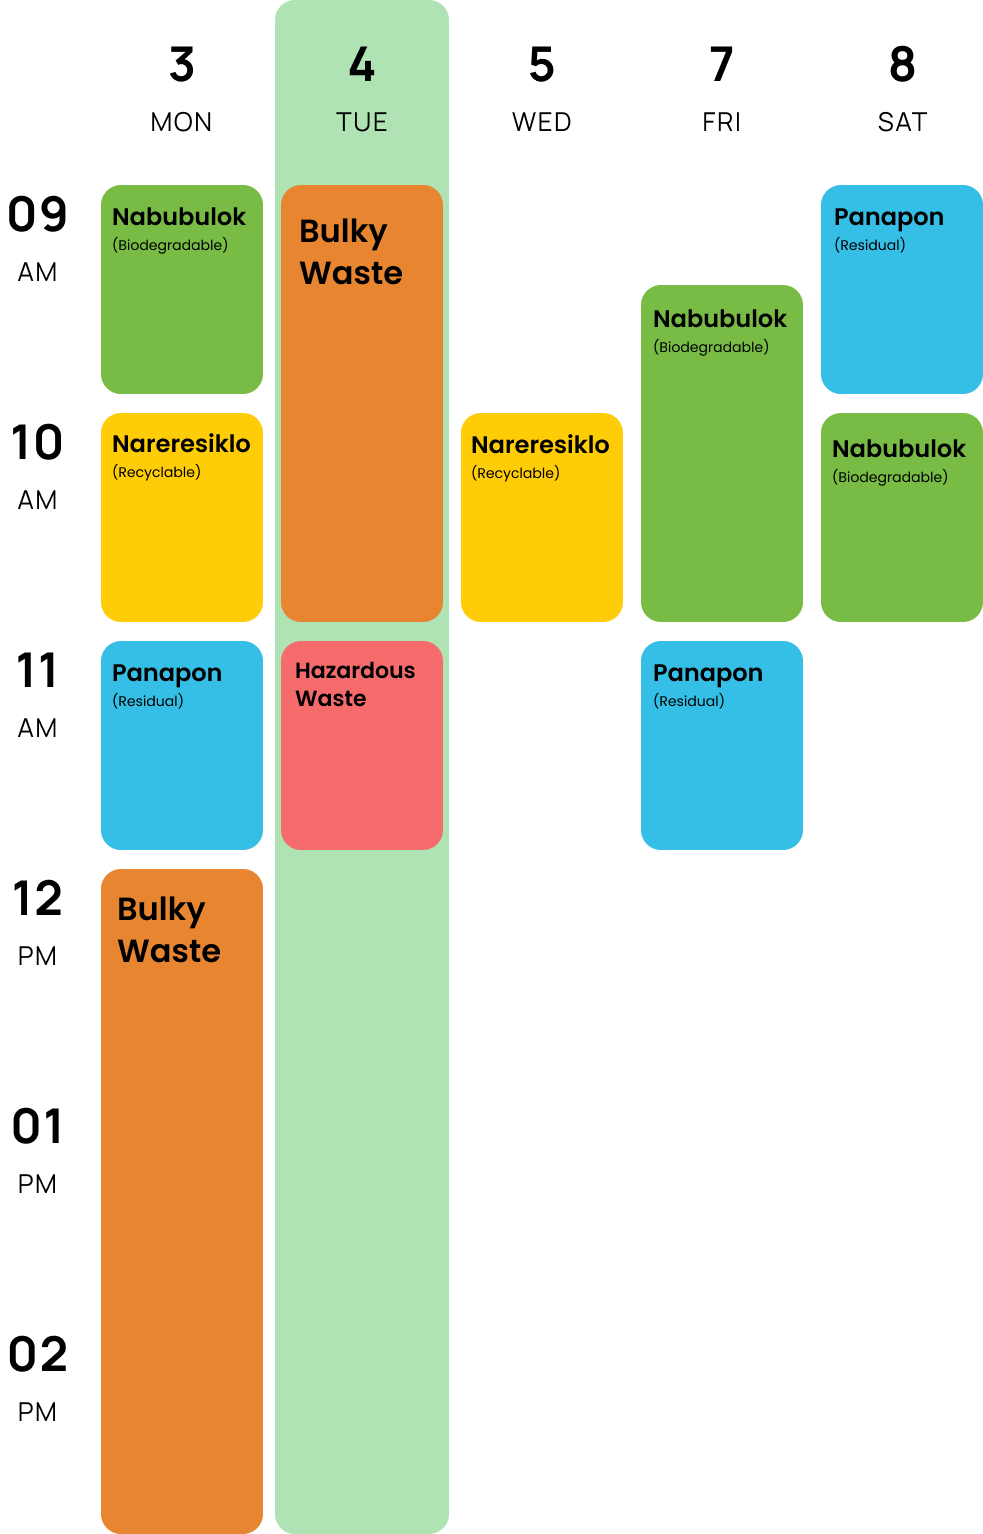 3
MON
4
TUE
5
WED
7
FRI
8
SAT
09
AM
Nabubulok
(Biodegradable)
Bulky
Waste
Nabubulok
(Biodegradable)
Panapon
(Residual)
10
AM
Nareresiklo
(Recyclable)
Nareresiklo
(Recyclable)
Nabubulok
(Biodegradable)
11
AM
Panapon
(Residual)
Hazardous
Waste
Panapon
(Residual)
12
PM
Bulky
Waste
01
PM
02
PM